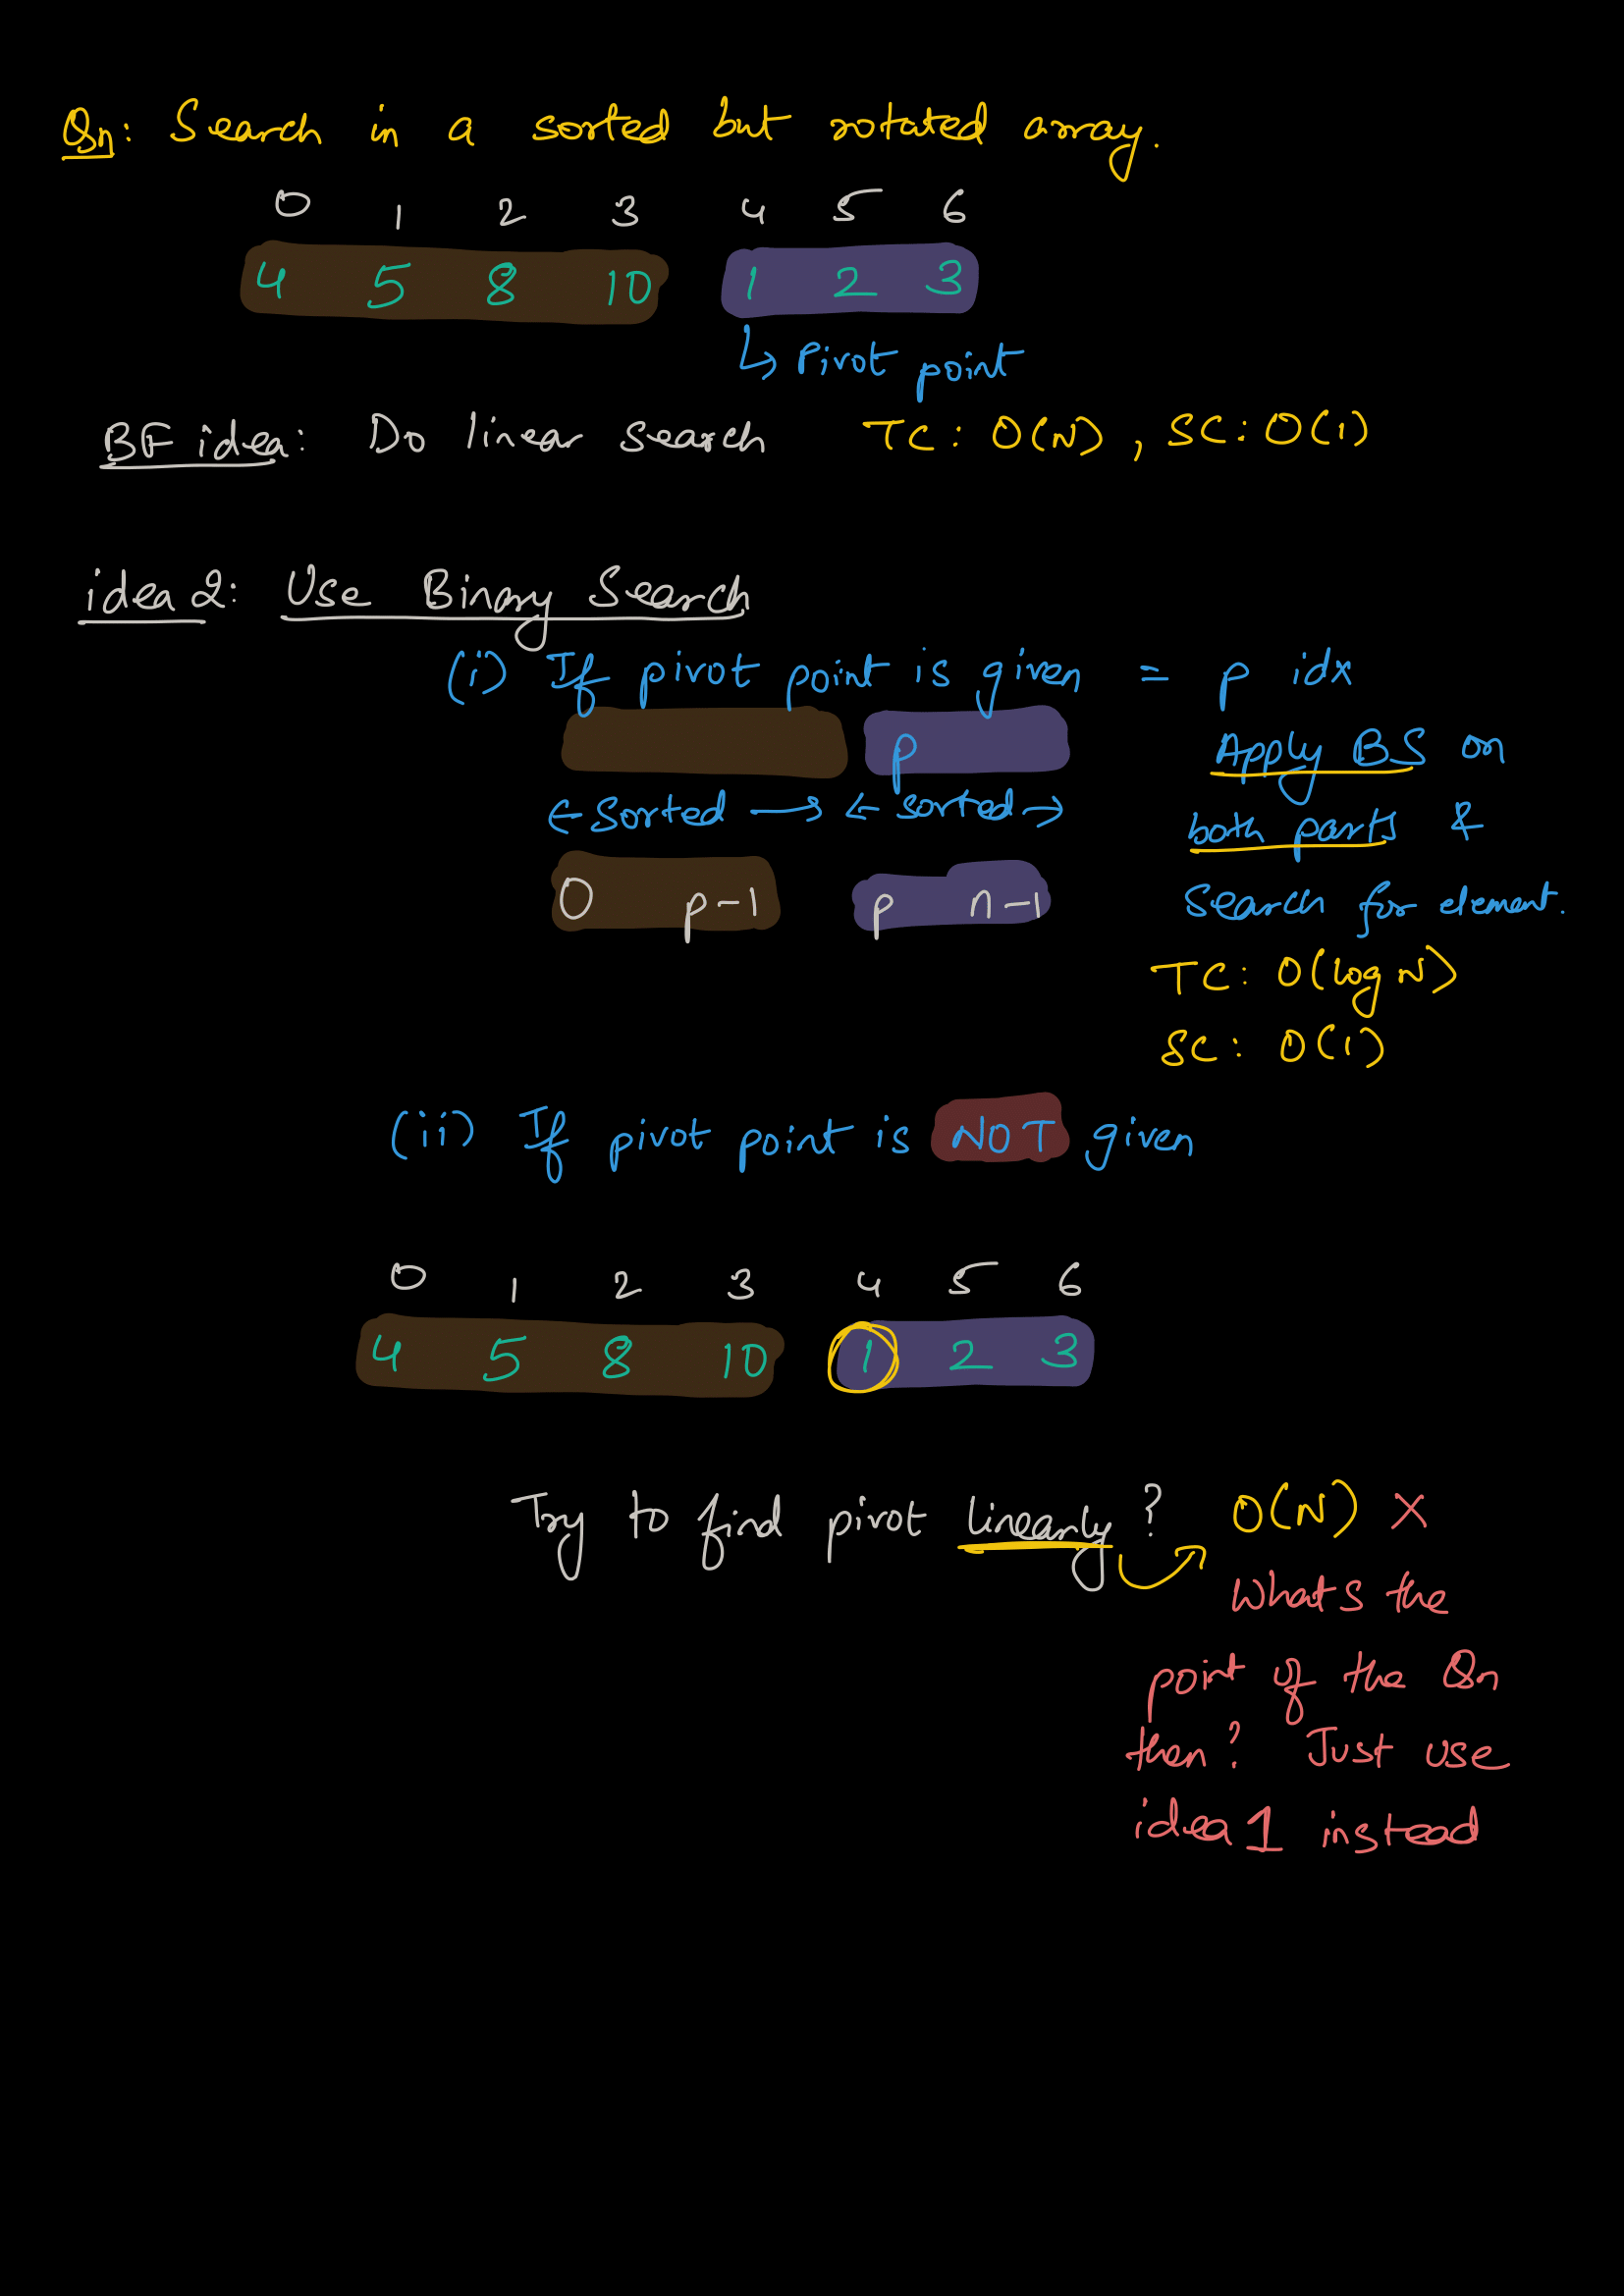 Qn: Search in a sorted but rotated array.
0 1 2 3 4 5 6
4 5 8 10 1 2 3
↳ Pivot point
BF idea: Do linear search TC: O(N), SC: O(1)
idea 2: Use Binary Search
(i) If pivot point is given = p idx
p
Apply BS on
← Sorted → ← sorted →
both parts &
0 p-1 p n-1
Search for element.
TC: O(log N)
SC: O(1)
(ii) If pivot point is NOT given
0 1 2 3 4 5 6
4 5 8 10 1 2 3
Try to find pivot linearly? O(N) X
What's the
point of the Qn
then? Just use
idea 1 instead